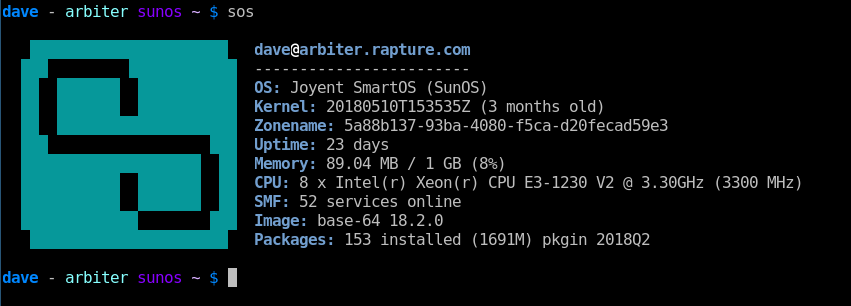 dave - arbiter sunos ~ $ sos
dave@arbiter.rapture.com
------------------------
OS: Joyent SmartOS (SunOS)
Kernel: 20180510T153535Z (3 months old)
Zonename: 5a88b137-93ba-4080-f5ca-d20fecad59e3
Uptime: 23 days
Memory: 89.04 MB / 1 GB (8%)
CPU: 8 x Intel(r) Xeon(r) CPU E3-1230 V2 @ 3.30GHz (3300 MHz)
SMF: 52 services online
Image: base-64 18.2.0
Packages: 153 installed (1691M) pkgin 2018Q2
dave - arbiter sunos ~ $